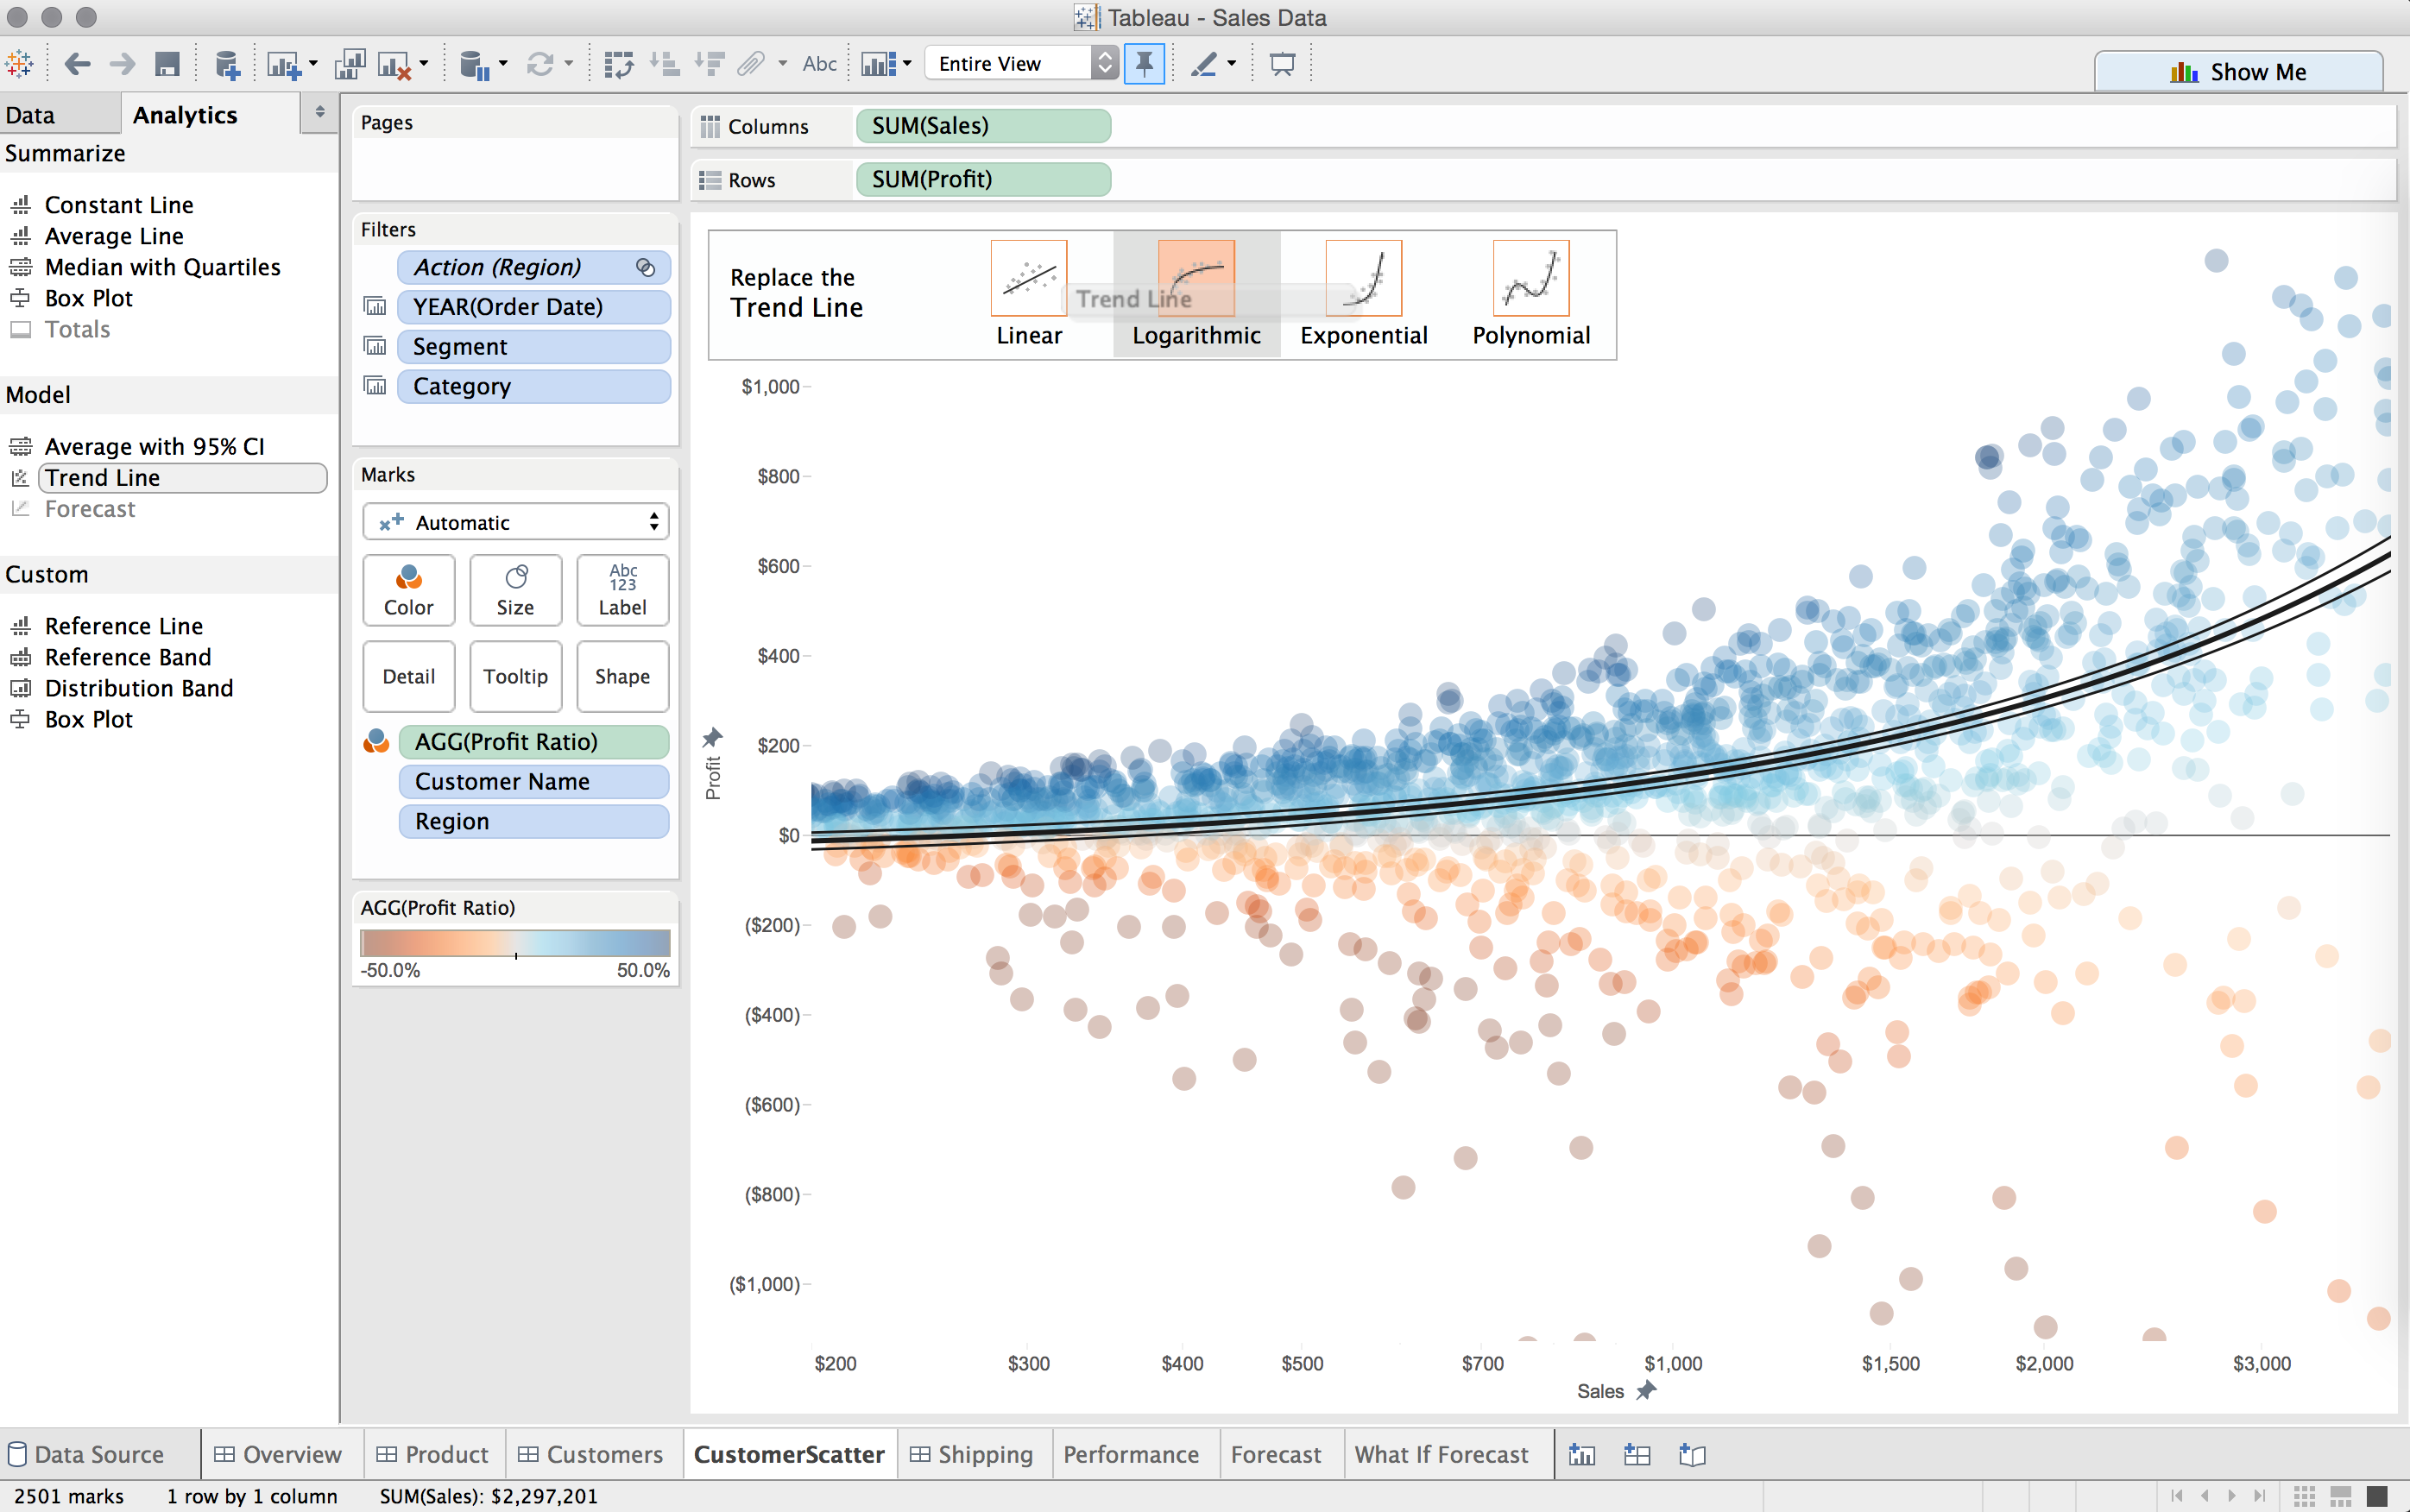 Tableau - Sales Data
Abc
Entire View
Show Me
Data
Analytics
Summarize
Constant Line
Average Line
Median with Quartiles
Box Plot
Totals
Model
Average with 95% CI
Trend Line
Forecast
Custom
Reference Line
Reference Band
Distribution Band
Box Plot
Pages
Filters
Action (Region)
YEAR(Order Date)
Segment
Category
Marks
Automatic
Color
Size
Abc
123
Label
Detail
Tooltip
Shape
AGG(Profit Ratio)
Customer Name
Region
AGG(Profit Ratio)
-50.0%
50.0%
Columns
SUM(Sales)
Rows
SUM(Profit)
Replace the
Trend Line
Trend Line
Linear
Logarithmic
Exponential
Polynomial
$1,000
$800
$600
$400
$200
$0
($200)
($400)
($600)
($800)
($1,000)
Profit
$200
$300
$400
$500
$700
$1,000
$1,500
$2,000
$3,000
Sales
Data Source
Overview
Product
Customers
CustomerScatter
Shipping
Performance
Forecast
What If Forecast
2501 marks
1 row by 1 column
SUM(Sales): $2,297,201